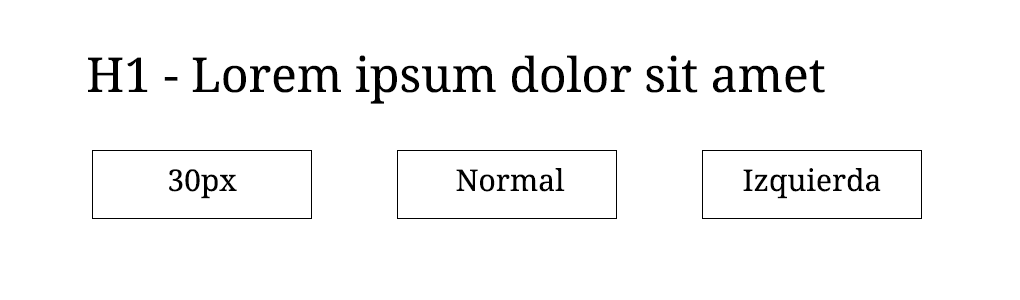 H1 - Lorem ipsum dolor sit amet
30px
Normal
Izquierda